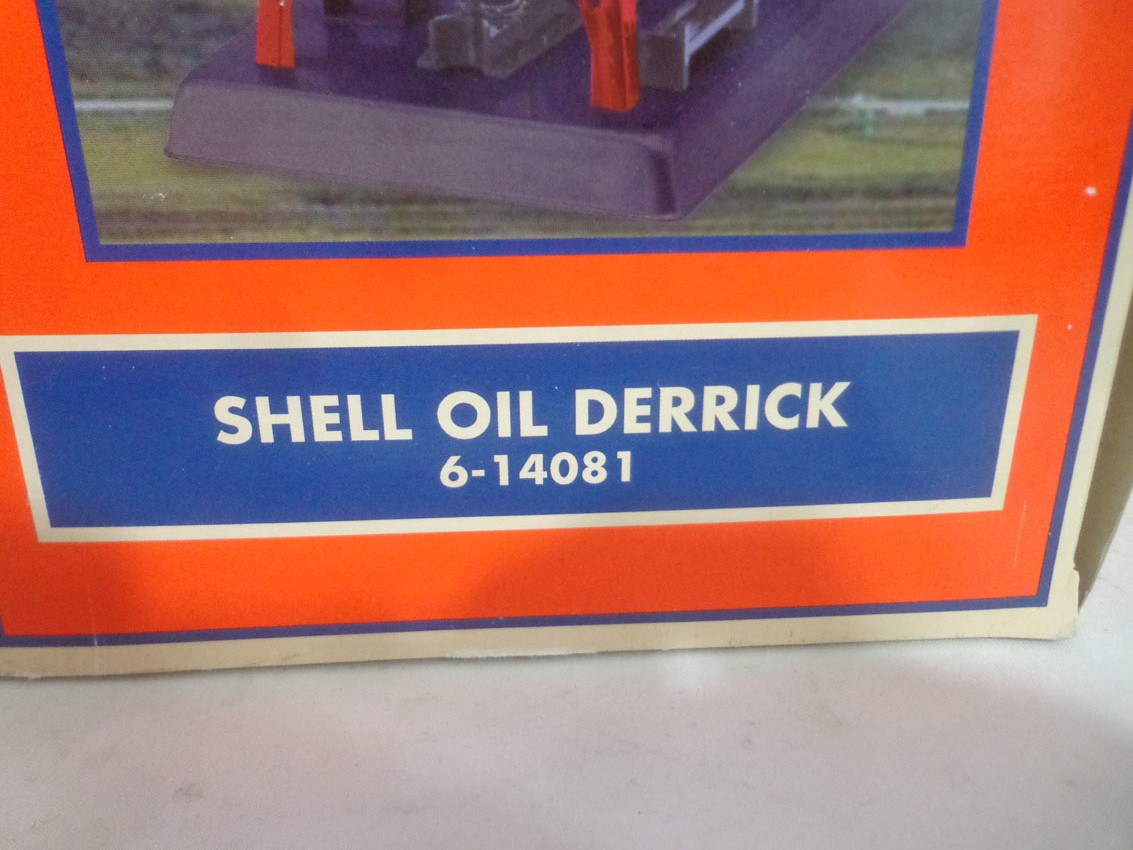 SHELL OIL DERRICK
6-14081